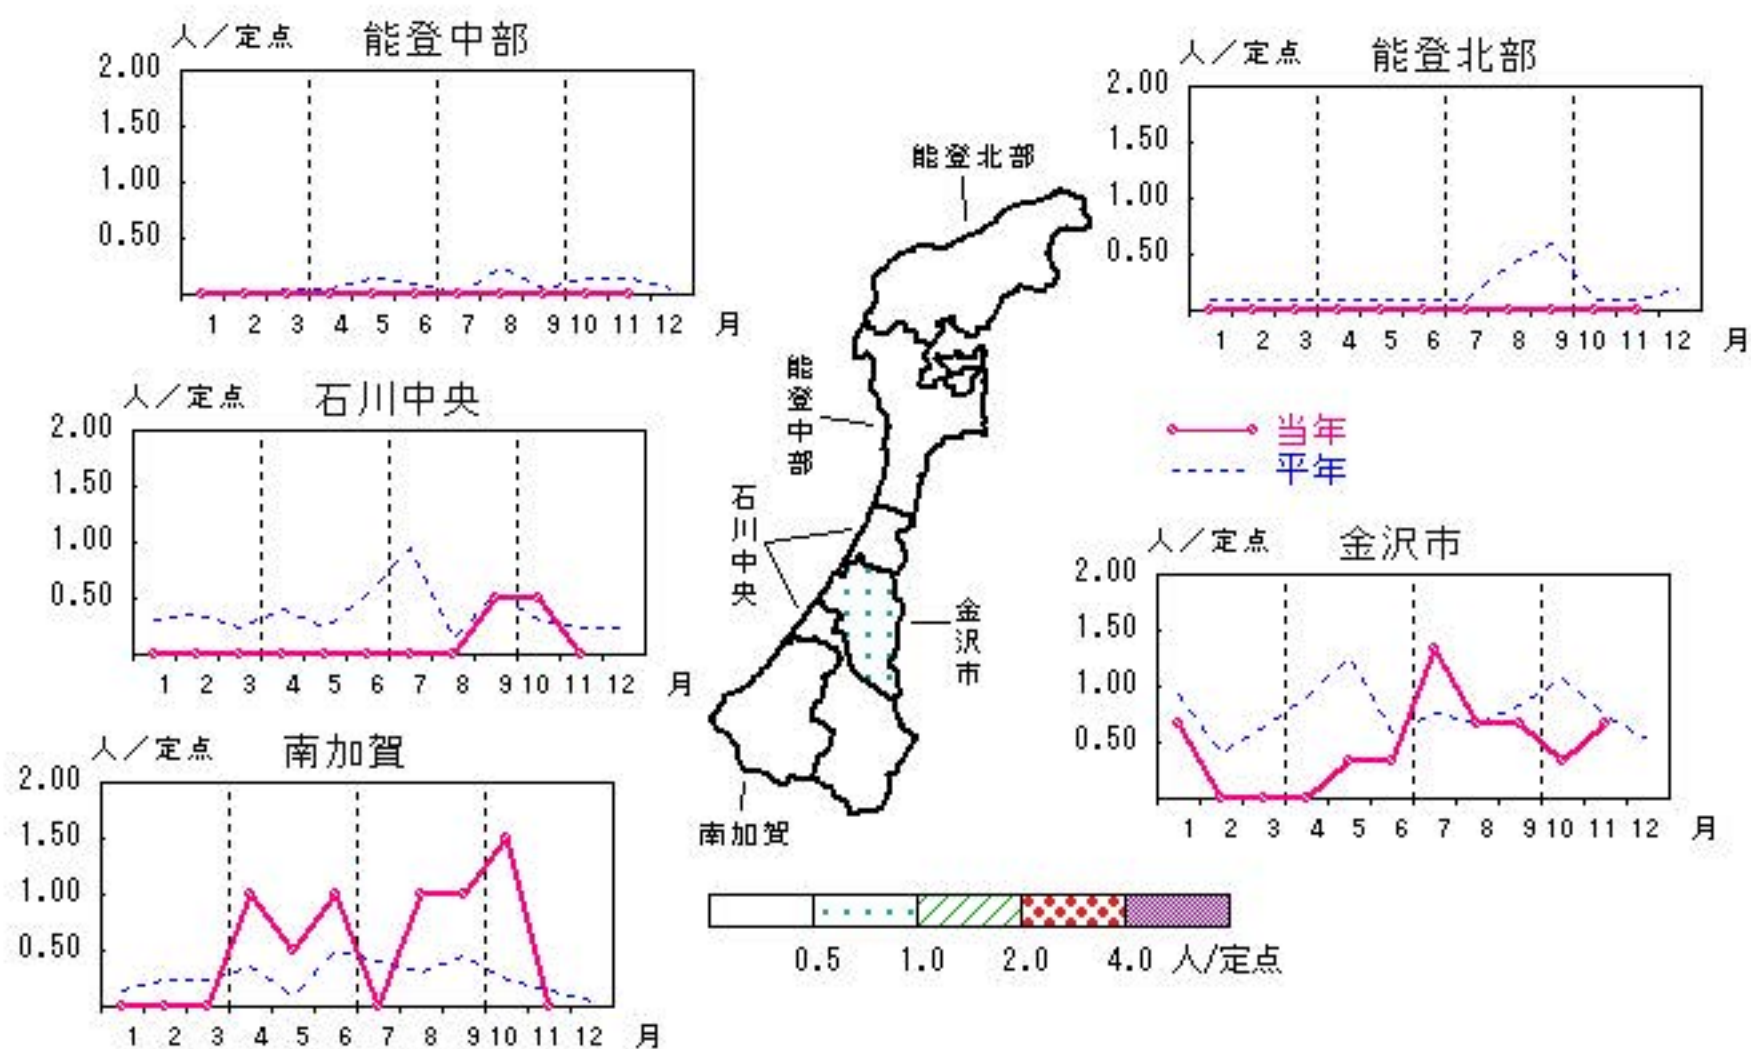 人／定点 能登中部
2.00
1.50
1.00
0.50
1 2 3 4 5 6 7 8 9 10 11 12 月
人／定点 能登北部
2.00
1.50
1.00
0.50
1 2 3 4 5 6 7 8 9 10 11 12 月
能登北部
能登中部
石川中央
金沢市
南加賀
人／定点 石川中央
2.00
1.50
1.00
0.50
1 2 3 4 5 6 7 8 9 10 11 12 月
当年
平年
人／定点 金沢市
2.00
1.50
1.00
0.50
1 2 3 4 5 6 7 8 9 10 11 12 月
人／定点 南加賀
2.00
1.50
1.00
0.50
1 2 3 4 5 6 7 8 9 10 11 12 月
0.5 1.0 2.0 4.0 人/定点